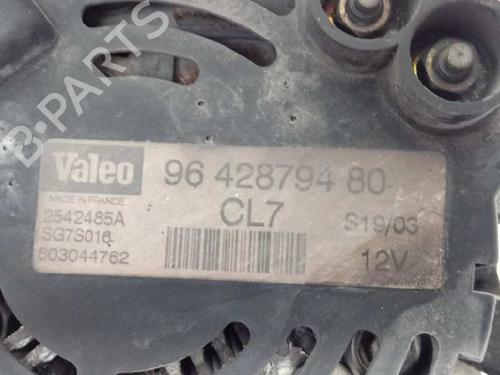 B-PARTS
Valeo
96 428794 80
MADE IN FRANCE
2542485A
CL7
S19/03
SG7S016
603044762
12V